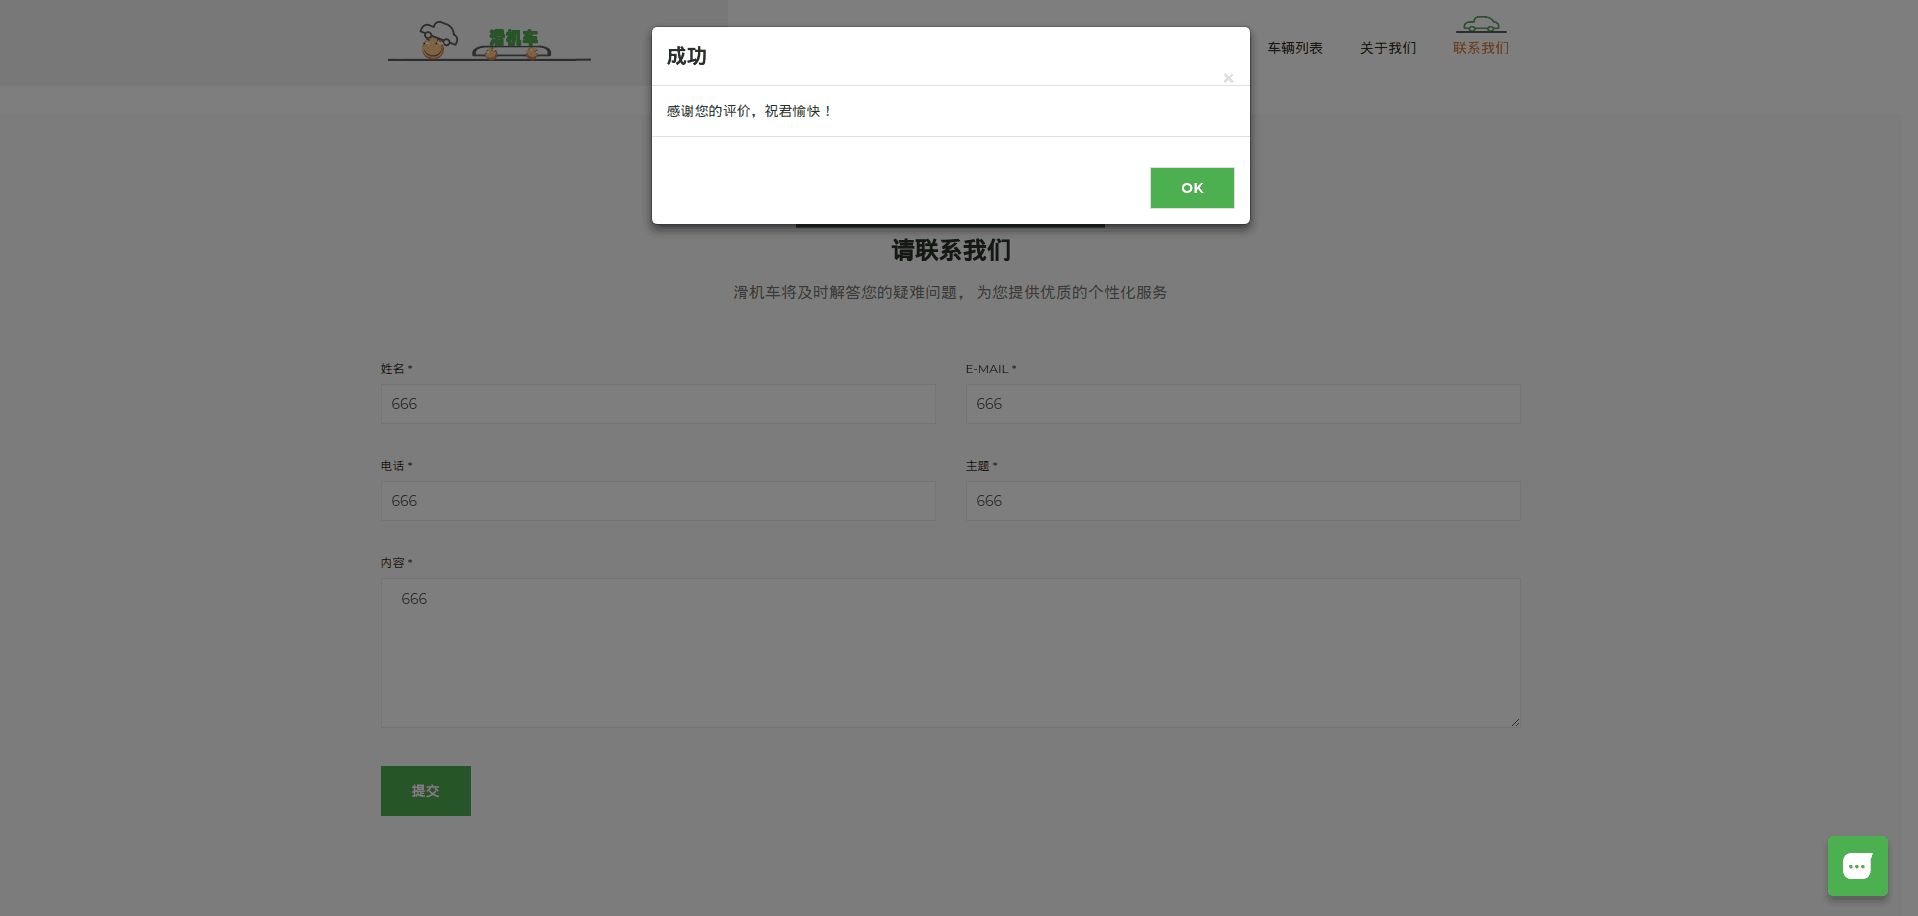 滑机车
车辆列表
关于我们
联系我们
成功
×
感谢您的评价，祝君愉快！
OK
请联系我们
滑机车将及时解答您的疑难问题， 为您提供优质的个性化服务
姓名 *
E-MAIL *
666
666
电话 *
主题 *
666
666
内容 *
666
提交